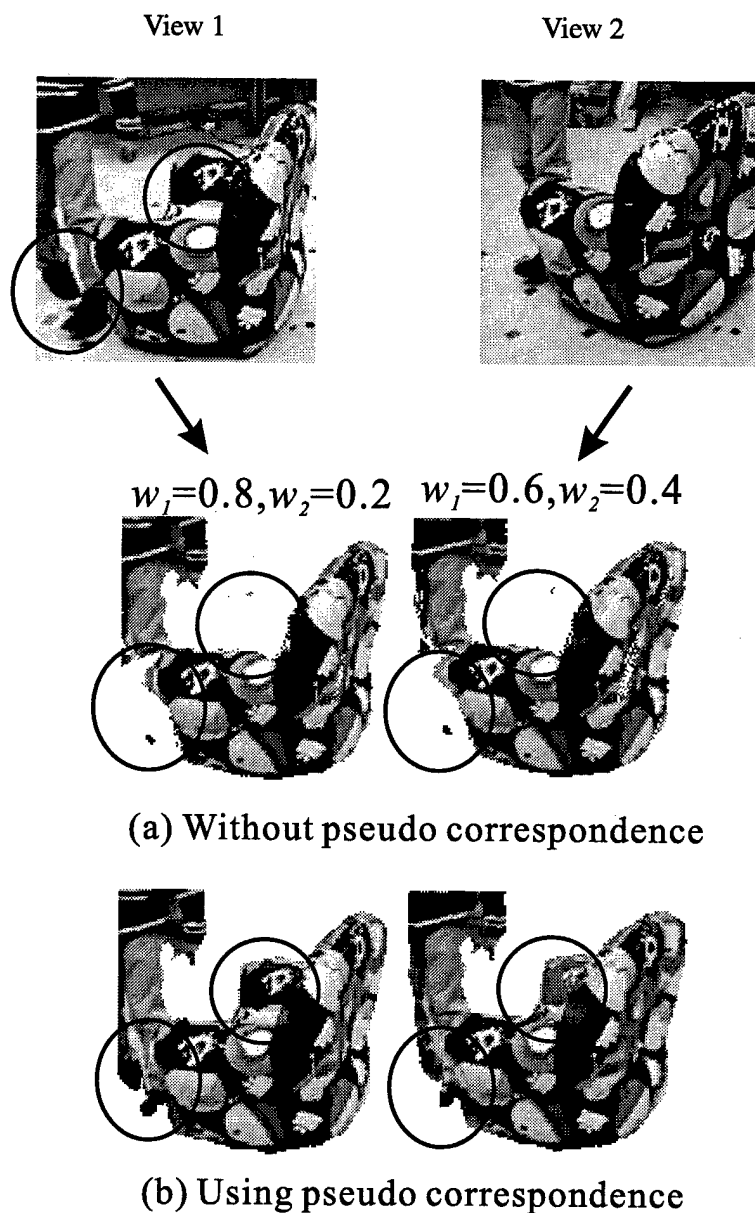 View 1
View 2
w₁=0.8,w₂=0.2
w₁=0.6,w₂=0.4
(a) Without pseudo correspondence
(b) Using pseudo correspondence